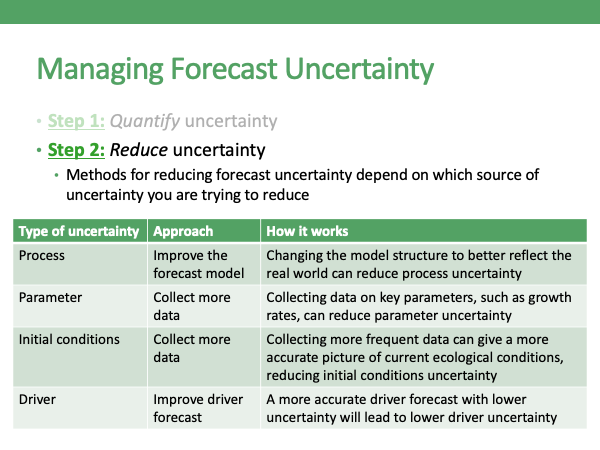 Managing Forecast Uncertainty
• Step 1: Quantify uncertainty
• Step 2: Reduce uncertainty
• Methods for reducing forecast uncertainty depend on which source of
uncertainty you are trying to reduce
Type of uncertainty Approach How it works
Process Improve the forecast model Changing the model structure to better reflect the
real world can reduce process uncertainty
Parameter Collect more data Collecting data on key parameters, such as growth
rates, can reduce parameter uncertainty
Initial conditions Collect more data Collecting more frequent data can give a more
accurate picture of current ecological conditions,
reducing initial conditions uncertainty
Driver Improve driver forecast A more accurate driver forecast with lower
uncertainty will lead to lower driver uncertainty